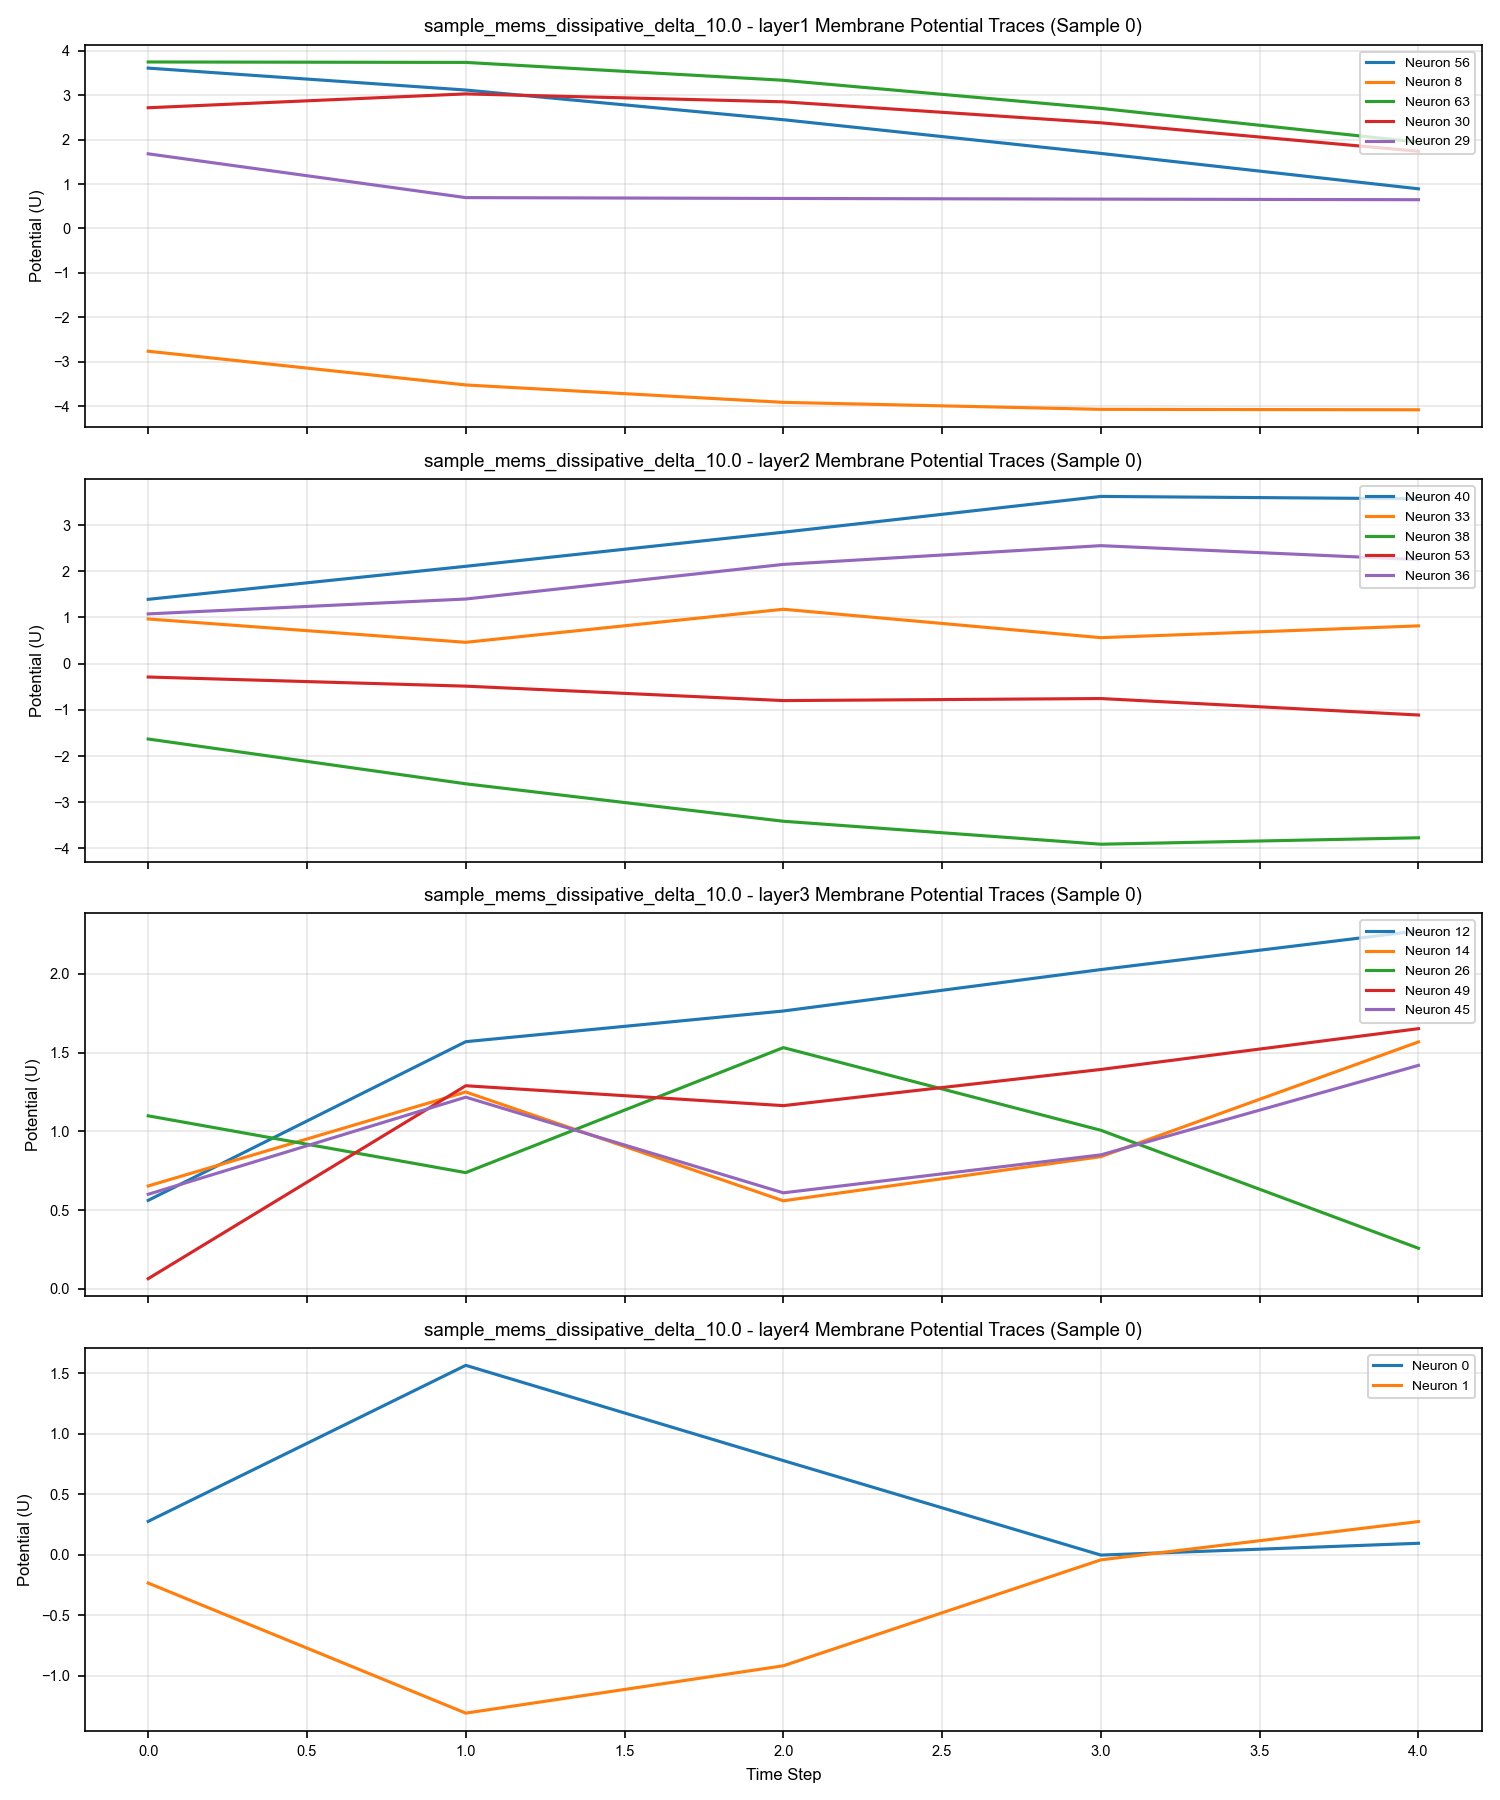 sample_mems_dissipative_delta_10.0 - layer1 Membrane Potential Traces (Sample 0)
4
3
2
1
0
−1
−2
−3
−4
Potential (U)
Neuron 56
Neuron 8
Neuron 63
Neuron 30
Neuron 29
sample_mems_dissipative_delta_10.0 - layer2 Membrane Potential Traces (Sample 0)
3
2
1
0
−1
−2
−3
−4
Potential (U)
Neuron 40
Neuron 33
Neuron 38
Neuron 53
Neuron 36
sample_mems_dissipative_delta_10.0 - layer3 Membrane Potential Traces (Sample 0)
2.0
1.5
1.0
0.5
0.0
Potential (U)
Neuron 12
Neuron 14
Neuron 26
Neuron 49
Neuron 45
sample_mems_dissipative_delta_10.0 - layer4 Membrane Potential Traces (Sample 0)
1.5
1.0
0.5
0.0
−0.5
−1.0
Potential (U)
Neuron 0
Neuron 1
0.0 0.5 1.0 1.5 2.0 2.5 3.0 3.5 4.0
Time Step